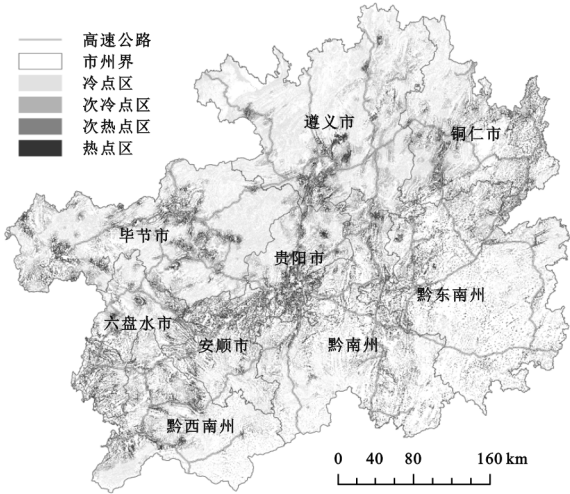 高速公路
市州界
冷点区
次冷点区
次热点区
热点区
遵义市
铜仁市
毕节市
贵阳市
黔东南州
六盘水市
安顺市
黔南州
黔西南州
0 40 80 160 km